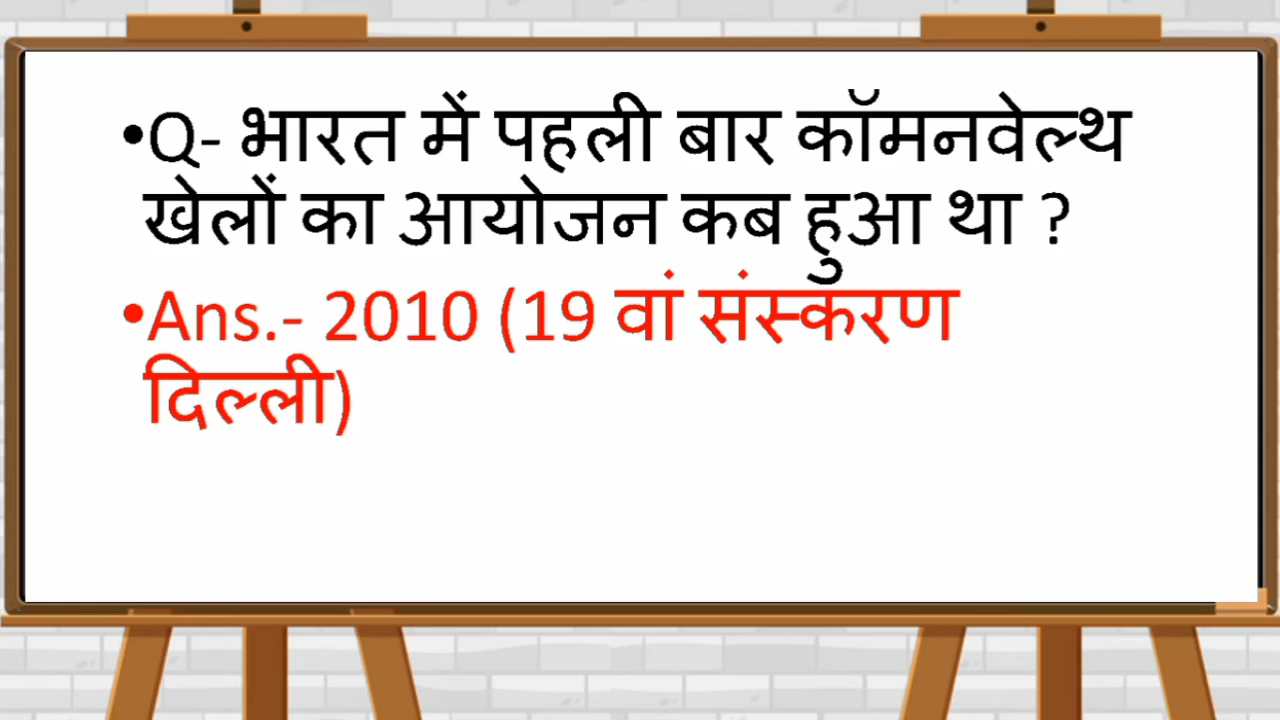 •Q- भारत में पहली बार कॉमनवेल्थ
खेलों का आयोजन कब हुआ था ?
•Ans.- 2010 (19 वां संस्करण
दिल्ली)